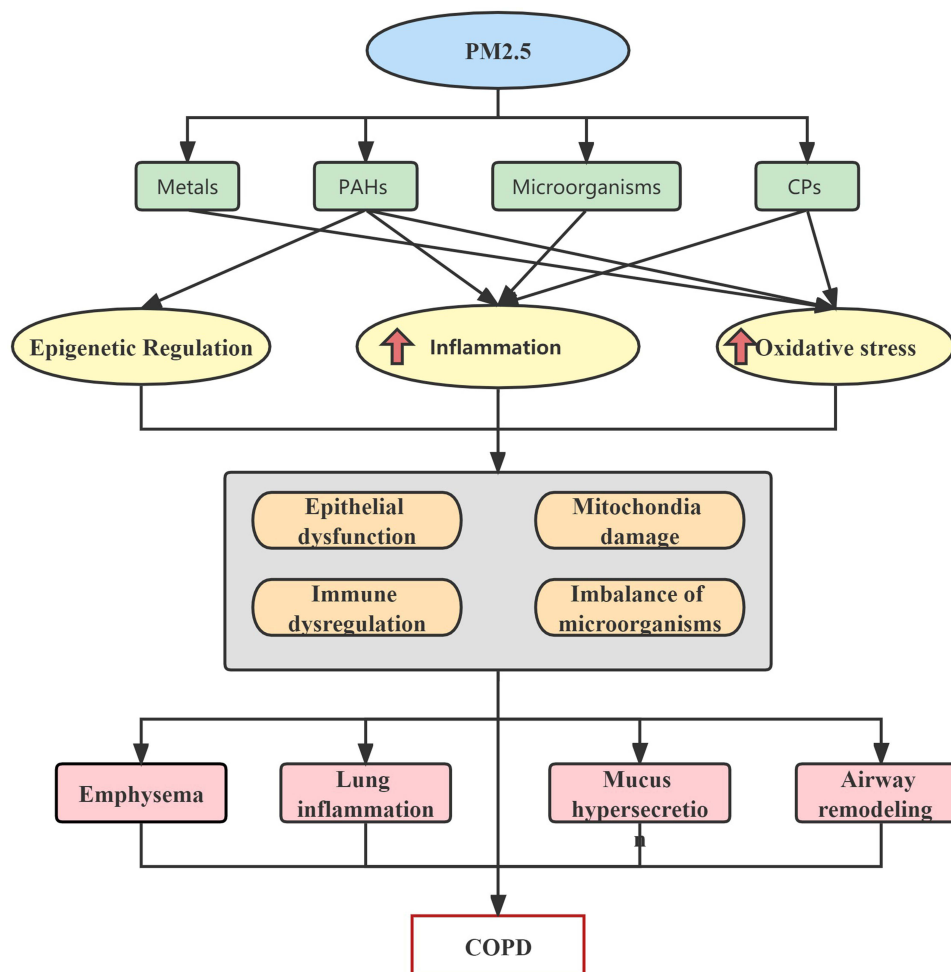 PM2.5
Metals
PAHs
Microorganisms
CPs
Epigenetic Regulation
Inflammation
Oxidative stress
Epithelial
dysfunction
Mitochondia
damage
Immune
dysregulation
Imbalance of
microorganisms
Emphysema
Lung
inflammation
Mucus
hypersecretio
n
Airway
remodeling
COPD